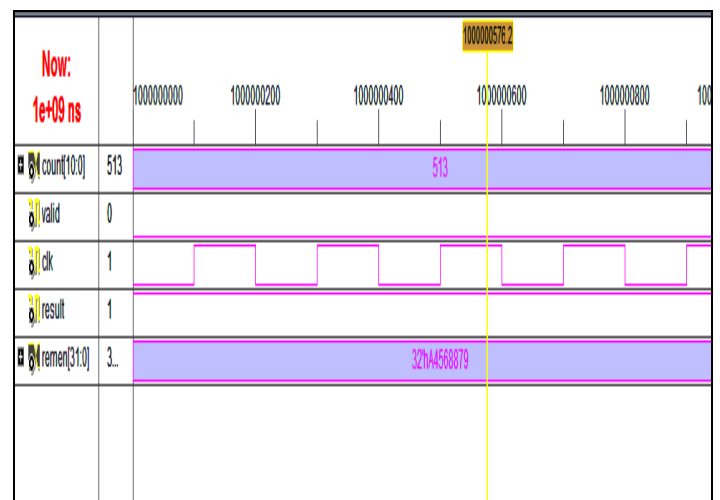 1000000576.2
Now:
1e+09 ns
1000000000 1000000200 1000000400 1000000600 1000000800 100
count[10:0] 513 513
valid 0
clk 1
result 1
remen[31:0] 3... 32'hA4568879